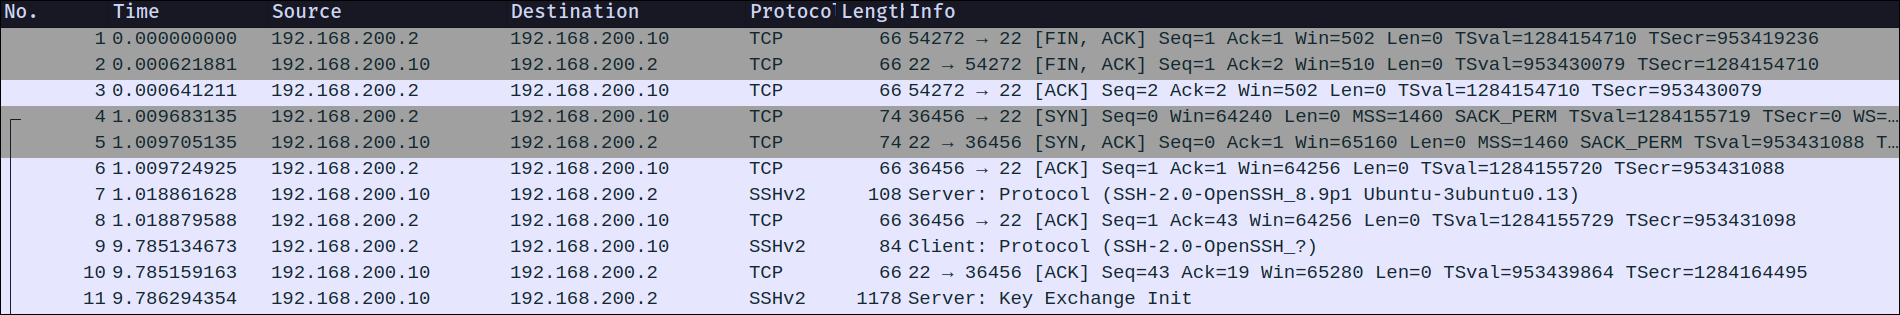 No. Time Source Destination Protocol Length Info
1 0.000000000 192.168.200.2 192.168.200.10 TCP 66 54272 → 22 [FIN, ACK] Seq=1 Ack=1 Win=502 Len=0 TSval=1284154710 TSecr=953419236
2 0.000621881 192.168.200.10 192.168.200.2 TCP 66 22 → 54272 [FIN, ACK] Seq=1 Ack=2 Win=510 Len=0 TSval=953430079 TSecr=1284154710
3 0.000641211 192.168.200.2 192.168.200.10 TCP 66 54272 → 22 [ACK] Seq=2 Ack=2 Win=502 Len=0 TSval=1284154710 TSecr=953430079
4 1.009683135 192.168.200.2 192.168.200.10 TCP 74 36456 → 22 [SYN] Seq=0 Win=64240 Len=0 MSS=1460 SACK_PERM TSval=1284155719 TSecr=0 WS=…
5 1.009705135 192.168.200.10 192.168.200.2 TCP 74 22 → 36456 [SYN, ACK] Seq=0 Ack=1 Win=65160 Len=0 MSS=1460 SACK_PERM TSval=953431088 T…
6 1.009724925 192.168.200.2 192.168.200.10 TCP 66 36456 → 22 [ACK] Seq=1 Ack=1 Win=64256 Len=0 TSval=1284155720 TSecr=953431088
7 1.018861628 192.168.200.10 192.168.200.2 SSHv2 108 Server: Protocol (SSH-2.0-OpenSSH_8.9p1 Ubuntu-3ubuntu0.13)
8 1.018879588 192.168.200.2 192.168.200.10 TCP 66 36456 → 22 [ACK] Seq=1 Ack=43 Win=64256 Len=0 TSval=1284155729 TSecr=953431098
9 9.785134673 192.168.200.2 192.168.200.10 SSHv2 84 Client: Protocol (SSH-2.0-OpenSSH_?)
10 9.785159163 192.168.200.10 192.168.200.2 TCP 66 22 → 36456 [ACK] Seq=43 Ack=19 Win=65280 Len=0 TSval=953439864 TSecr=1284164495
11 9.786294354 192.168.200.10 192.168.200.2 SSHv2 1178 Server: Key Exchange Init